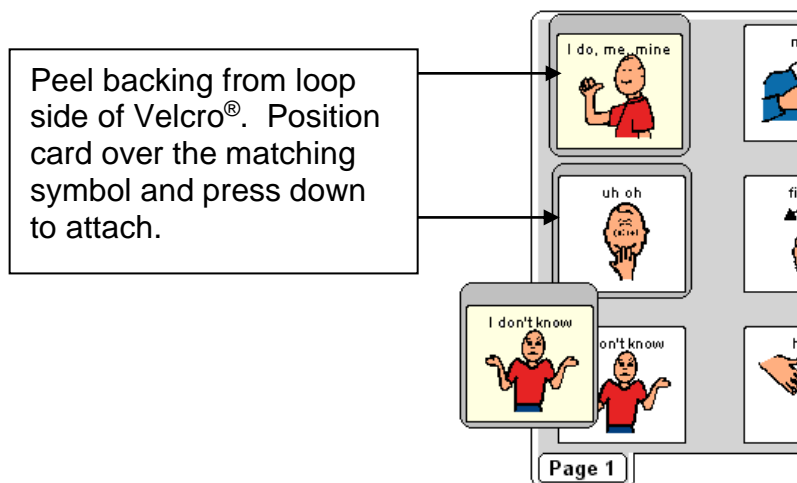 Peel backing from loop
side of Velcro®. Position
card over the matching
symbol and press down
to attach.
I do, me, mine
uh oh
I don't know
on't know
Page 1